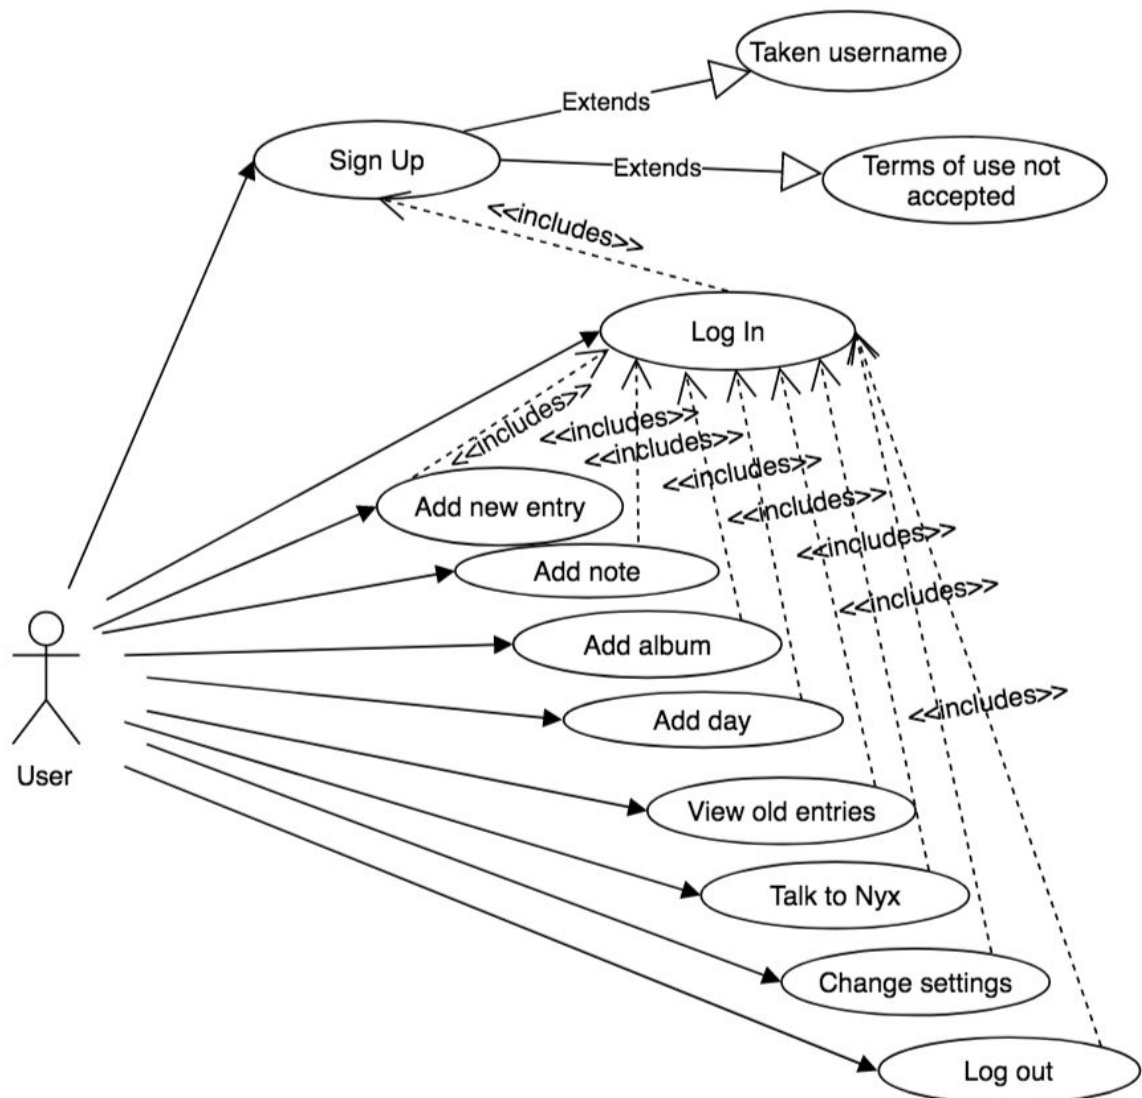 Taken username
Extends
Sign Up
Extends
Terms of use not
accepted
<<includes>>
Log In
<<includes>>
<<includes>>
<<includes>>
<<includes>>
<<includes>>
<<includes>>
<<includes>>
<<includes>>
Add new entry
Add note
Add album
Add day
User
View old entries
Talk to Nyx
Change settings
Log out